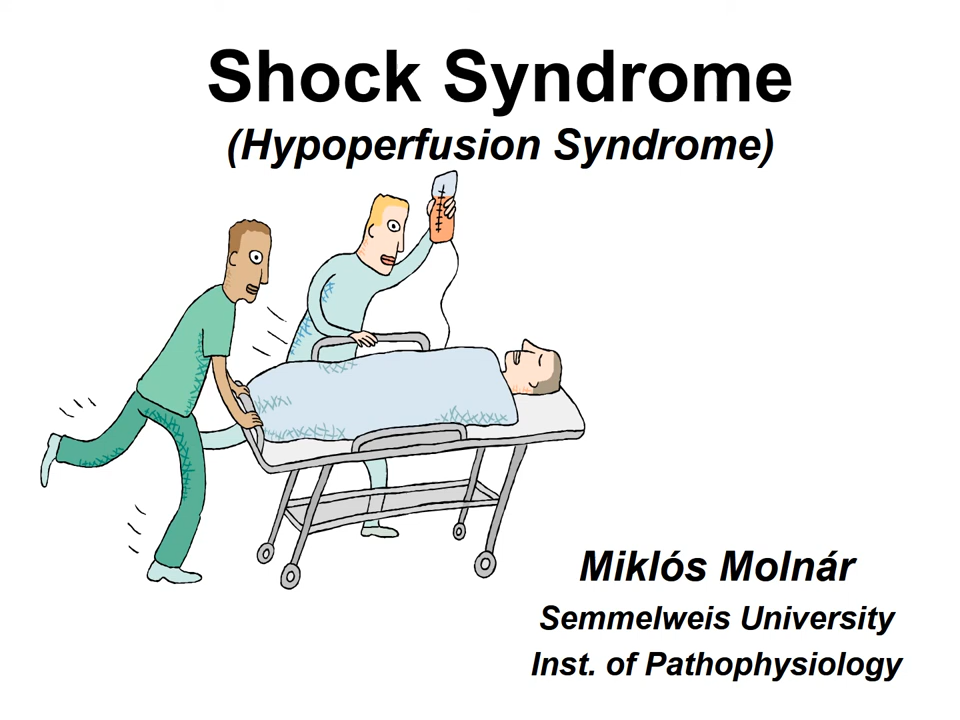 Shock Syndrome
(Hypoperfusion Syndrome)
Miklós Molnár
Semmelweis University
Inst. of Pathophysiology